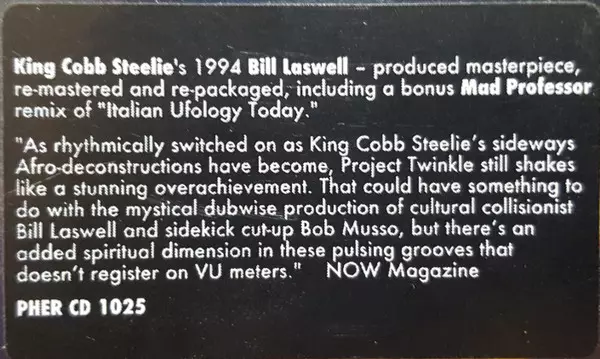 King Cobb Steelie's 1994 Bill Laswell – produced masterpiece,
re-mastered and re-packaged, including a bonus Mad Professor
remix of "Italian Ufology Today."
"As rhythmically switched on as King Cobb Steelie's sideways
Afro-deconstructions have become, Project Twinkle still shakes
like a stunning overachievement. That could have something to
do with the mystical dubwise production of cultural collisionist
Bill Laswell and sidekick cut-up Bob Musso, but there's an
added spiritual dimension in these pulsing grooves that
doesn't register on VU meters." NOW Magazine
PHER CD 1025